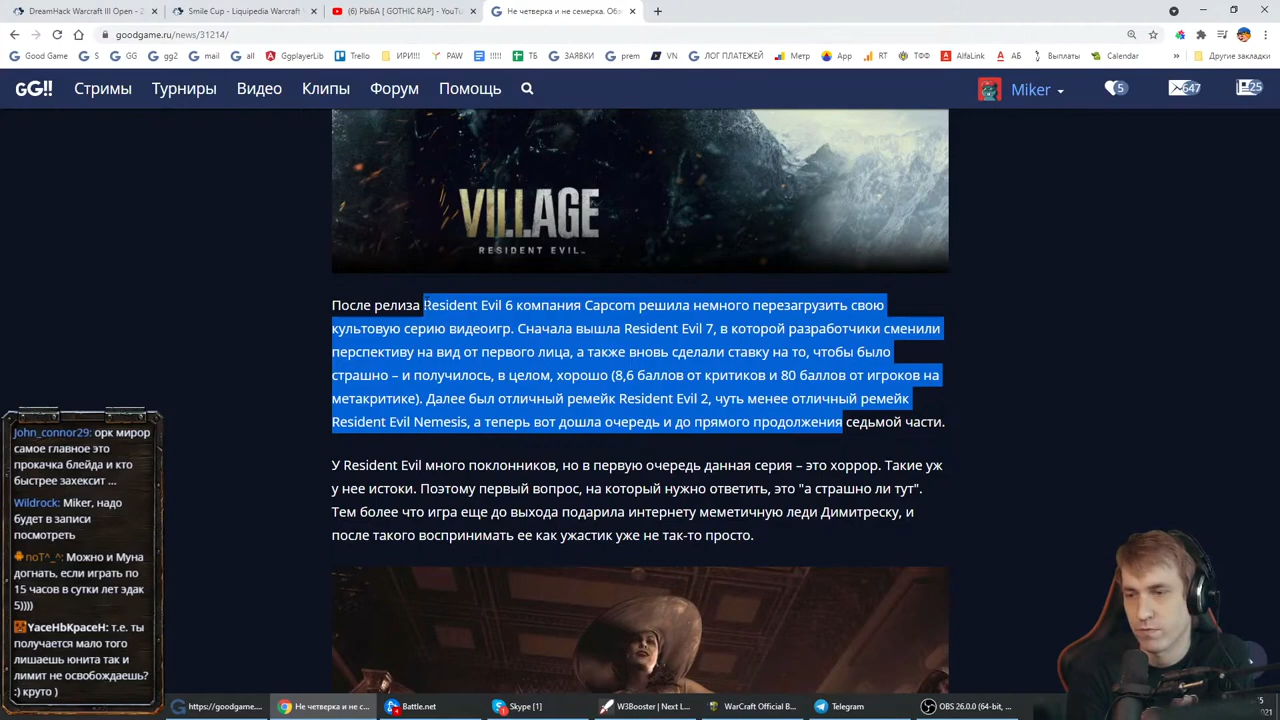 DreamHack Warcraft III Open - 2
Smile Cup - Liquipedia Warcraft
(6) РЫБА [ GOTHIC RAP] - YouTu
Не четверка и не семерка. Обз
goodgame.ru/news/31214/
Good Game
S
GG
gg2
mail
all
GgplayerLib
Trello
ИРИ!!!
PAW
!!!!!
ТБ
ЗАЯВКИ
prem
VN
ЛОГ ПЛАТЕЖЕЙ
Метр
App
RT
ТФФ
AlfaLink
АБ
Выплаты
Calendar
»
Другие закладки
GG!!
Стримы
Турниры
Видео
Клипы
Форум
Помощь
Miker
5
647
25
VILLAGE
RESIDENT EVIL
После релиза Resident Evil 6 компания Capcom решила немного перезагрузить свою
культовую серию видеоигр. Сначала вышла Resident Evil 7, в которой разработчики сменили
перспективу на вид от первого лица, а также вновь сделали ставку на то, чтобы было
страшно – и получилось, в целом, хорошо (8,6 баллов от критиков и 80 баллов от игроков на
метакритике). Далее был отличный ремейк Resident Evil 2, чуть менее отличный ремейк
Resident Evil Nemesis, а теперь вот дошла очередь и до прямого продолжения седьмой части.
У Resident Evil много поклонников, но в первую очередь данная серия – это хоррор. Такие уж
у нее истоки. Поэтому первый вопрос, на который нужно ответить, это "а страшно ли тут".
Тем более что игра еще до выхода подарила интернету меметичную леди Димитреску, и
после такого воспринимать ее как ужастик уже не так-то просто.
John_connor29: орк мирор
самое главное это
прокачка блейда и кто
быстрее захексит ...
Wildrock: Miker, надо
будет в записи
посмотреть
noT^_^: Можно и Муна
догнать, если играть по
15 часов в сутки лет эдак
5))))
YaceHbKpaceH: т.е. ты
получается мало того
лишаешь юнита так и
лимит не освобождаешь?
:) круто )
https://goodgame....
Не четверка и не с...
Battle.net
Skype [1]
W3Booster | Next L...
WarCraft Official B...
Telegram
OBS 26.0.0 (64-bit, ...